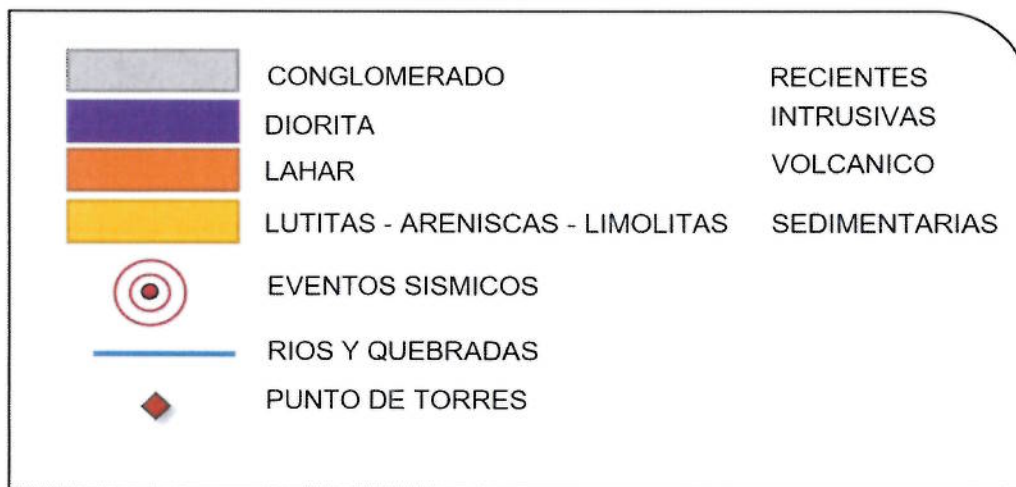 CONGLOMERADO RECIENTES
DIORITA INTRUSIVAS
LAHAR VOLCANICO
LUTITAS - ARENISCAS - LIMOLITAS SEDIMENTARIAS
EVENTOS SISMICOS
RIOS Y QUEBRADAS
PUNTO DE TORRES